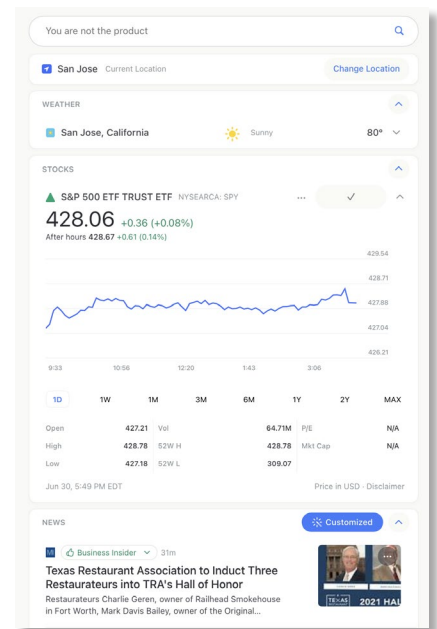 You are not the product
San Jose Current Location Change Location
WEATHER
San Jose, California Sunny 80°
STOCKS
S&P 500 ETF TRUST ETF NYSEARCA: SPY
428.06 +0.36 (+0.08%)
After hours 428.67 +0.61 (0.14%)
429.54
428.71
427.88
427.04
426.21
9:33 10:56 12:20 1:43 3:06
1D 1W 1M 3M 6M 1Y 2Y MAX
Open 427.21 Vol 64.71M P/E N/A
High 428.78 52W H 428.78 Mkt Cap N/A
Low 427.18 52W L 309.07
Jun 30, 5:49 PM EDT Price in USD · Disclaimer
NEWS Customized
BI Business Insider 31m
Texas Restaurant Association to Induct Three
Restaurateurs into TRA's Hall of Honor
Restaurateurs Charlie Geren, owner of Railhead Smokehouse
in Fort Worth, Mark Davis Bailey, owner of the Original...
TEXAS 2021 HAL